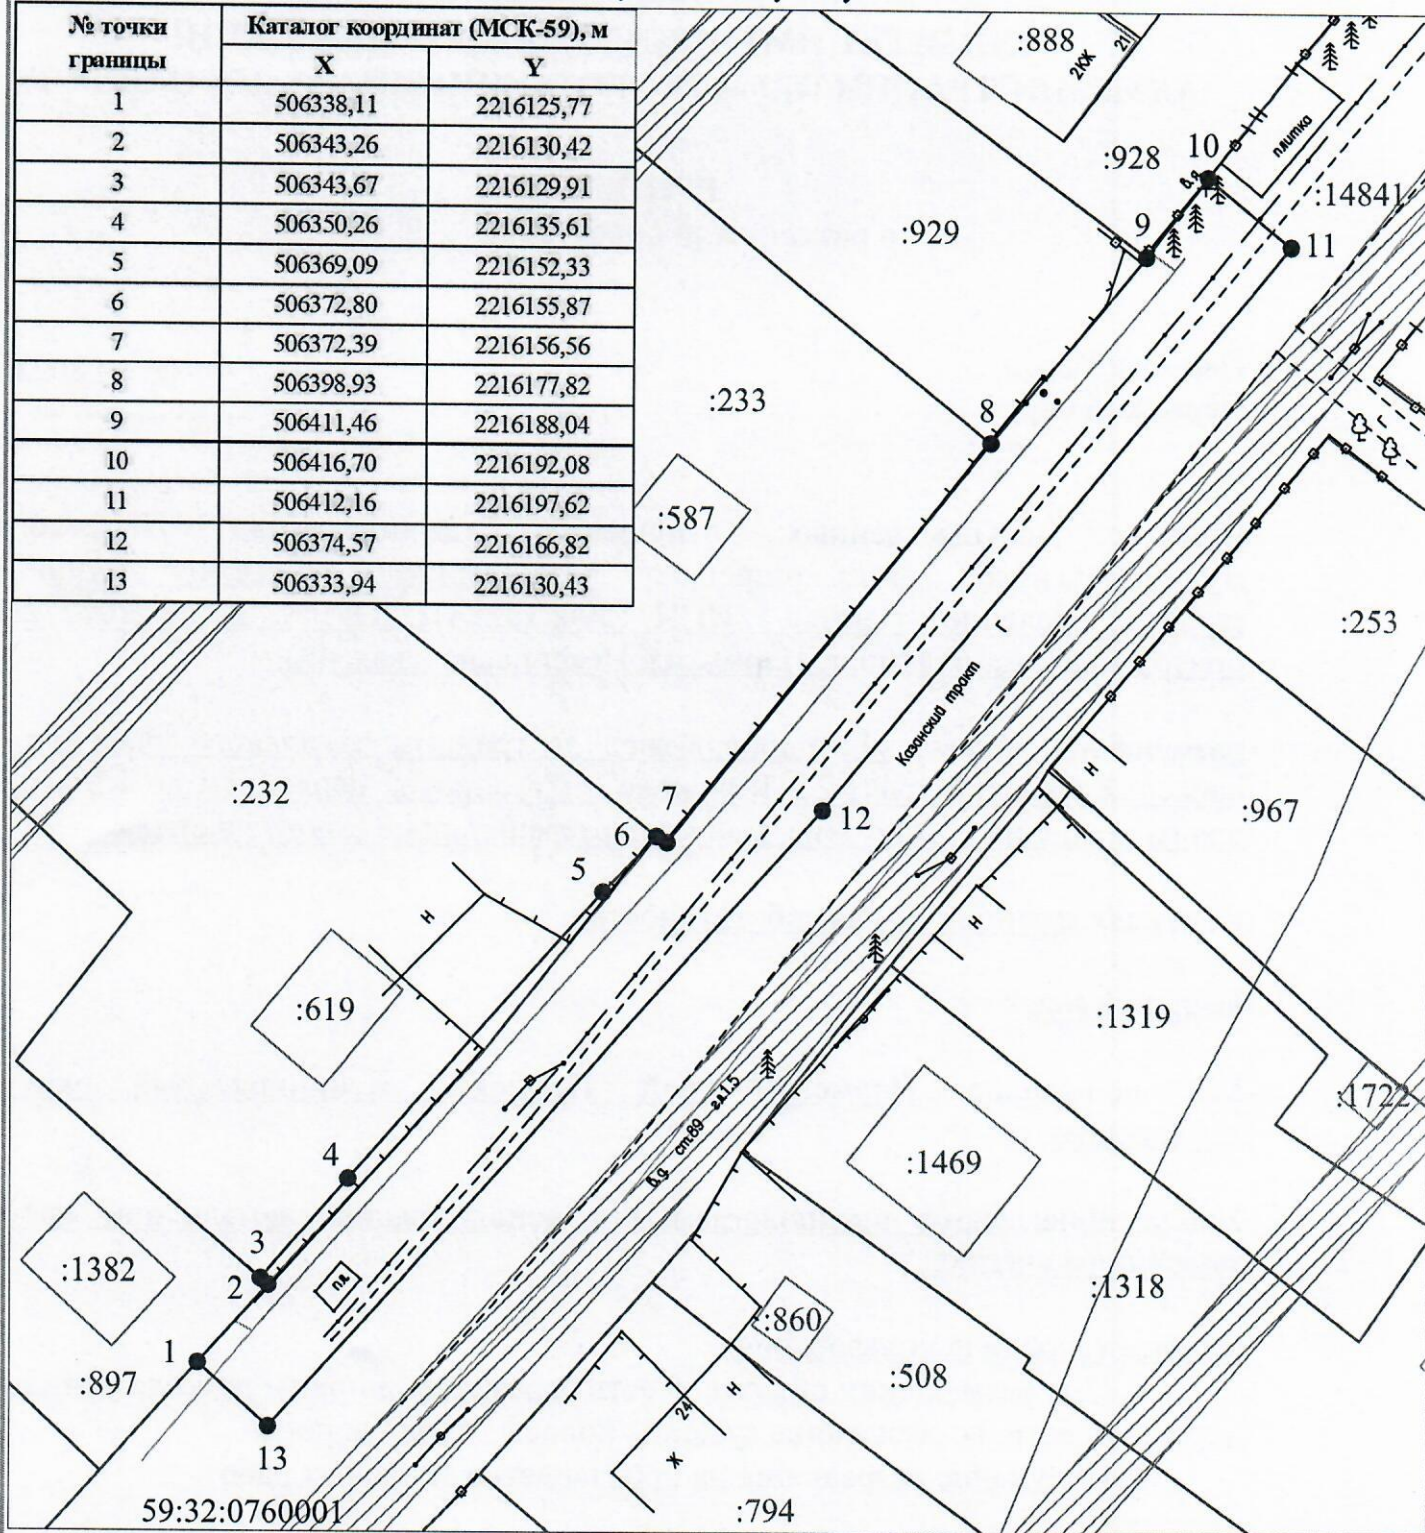 № точки границы | Каталог координат (МСК-59), м
X | Y
1 | 506338,11 | 2216125,77
2 | 506343,26 | 2216130,42
3 | 506343,67 | 2216129,91
4 | 506350,26 | 2216135,61
5 | 506369,09 | 2216152,33
6 | 506372,80 | 2216155,87
7 | 506372,39 | 2216156,56
8 | 506398,93 | 2216177,82
9 | 506411,46 | 2216188,04
10 | 506416,70 | 2216192,08
11 | 506412,16 | 2216197,62
12 | 506374,57 | 2216166,82
13 | 506333,94 | 2216130,43
:888
2КЖ
21
плитка
:928
10
в.я.
:14841
:929
9
11
:233
8
:587
:253
Г
Казанский тракт
:232
7
6
12
:967
5
Н
Н
Н
:619
:1319
:1722
в.д. ст.89 г.л.1.5
4
:1469
3
:1382
2
п.я.
:1318
:860
1
:897
:508
Н
24
Ж
13
59:32:0760001
:794